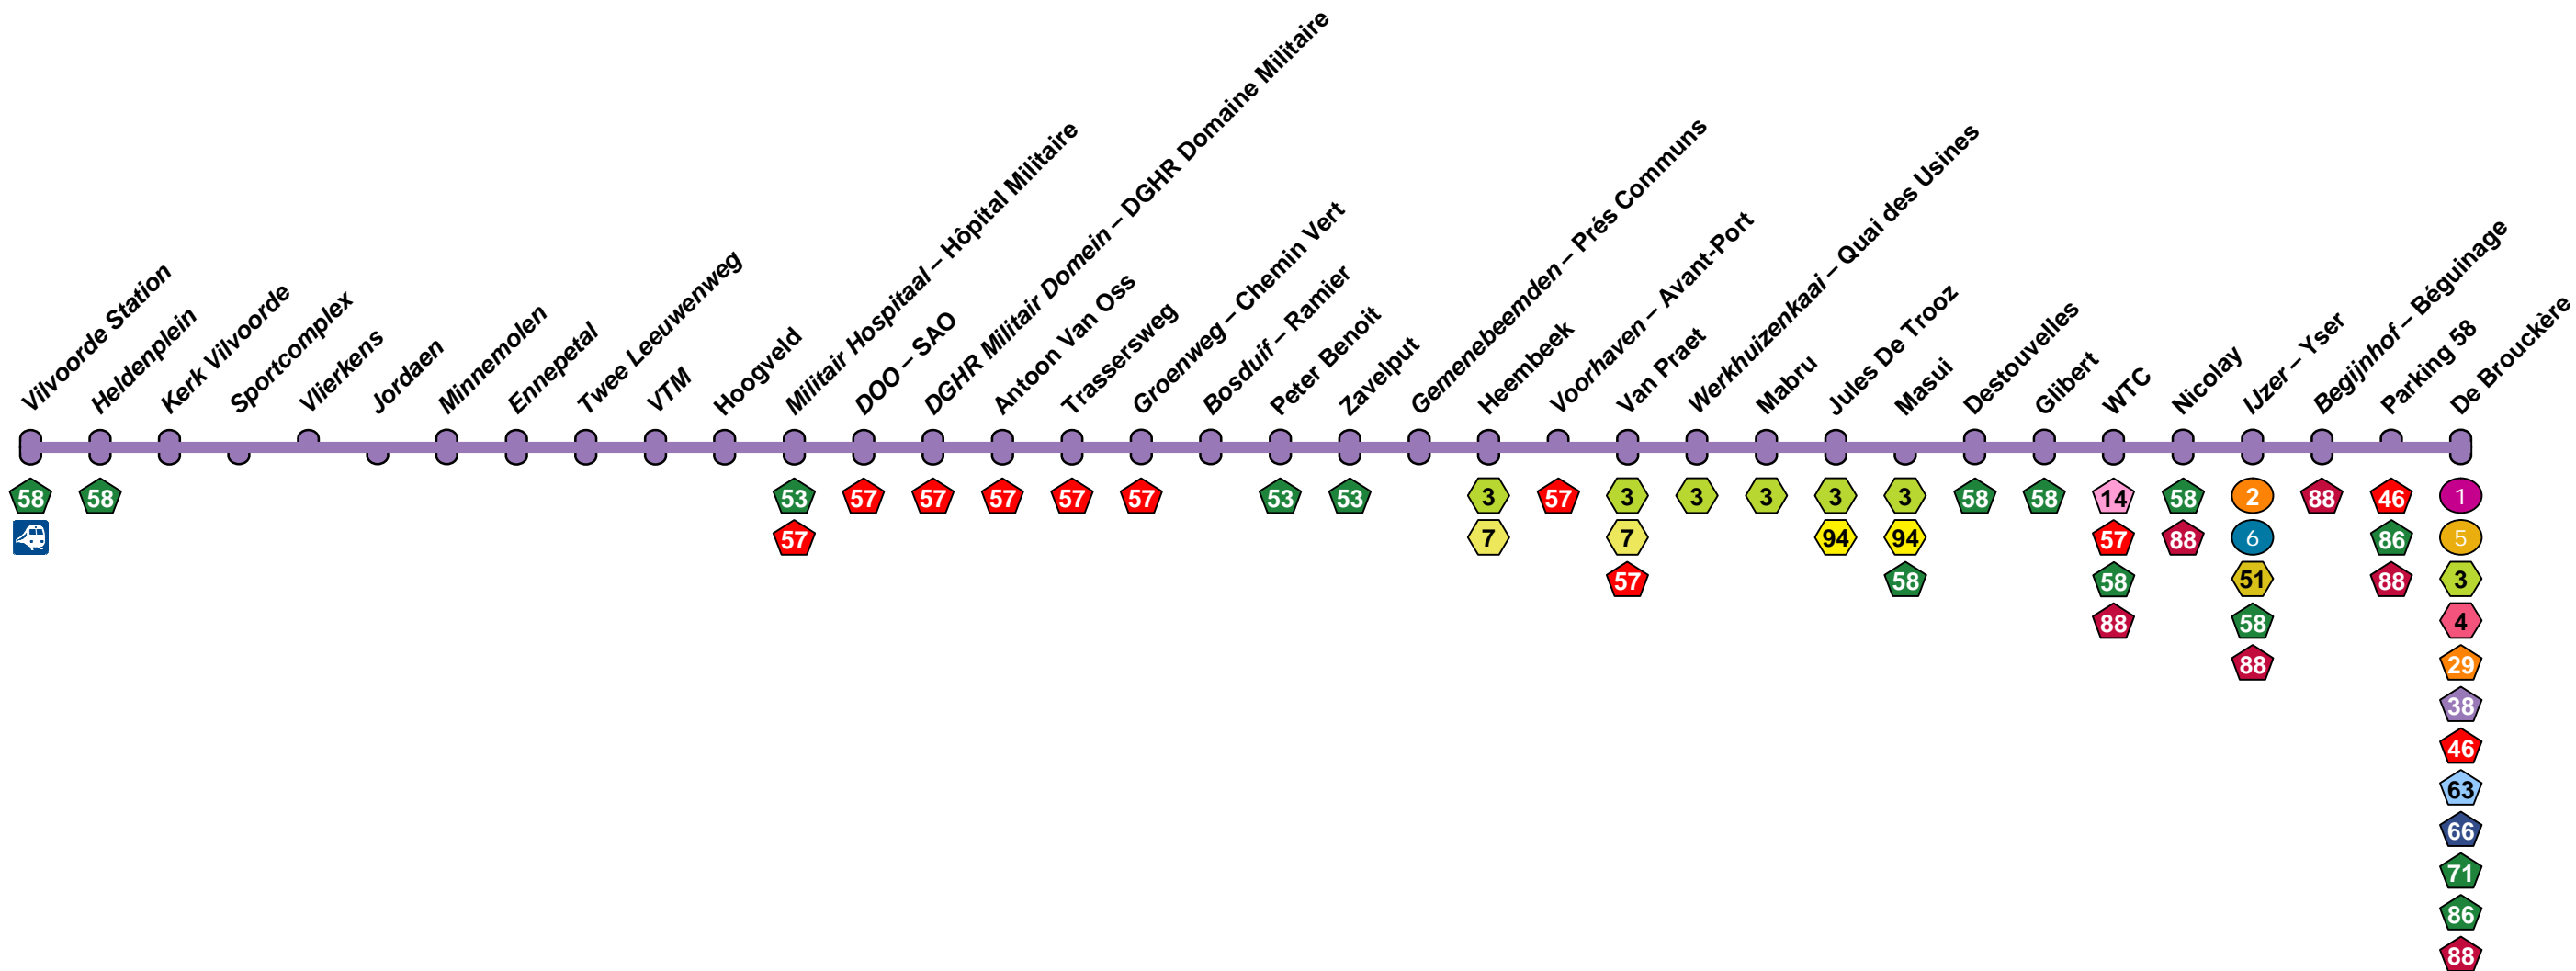 Vilvoorde Station
Heldenplein
Kerk Vilvoorde
Sportcomplex
Vlierkens
Jordaen
Minnemolen
Ennepetal
Twee Leeuwenweg
VTM
Hoogveld
Militair Hospitaal – Hôpital Militaire
DOO – SAO
DGHR Militair Domein – DGHR Domaine Militaire
Antoon Van Oss
Trassersweg
Groenweg – Chemin Vert
Bosduif – Ramier
Peter Benoit
Zavelput
Gemenebeemden – Prés Communs
Heembeek
Voorhaven – Avant-Port
Van Praet
Werkhuizenkaai – Quai des Usines
Mabru
Jules De Trooz
Masui
Destouvelles
Glibert
WTC
Nicolay
IJzer – Yser
Begijnhof – Béguinage
Parking 58
De Brouckère
58 58 53 57 57 57 57 57 53 53 3 57 3 3 3 3 3 58 58 14 58 2 88 46 1
57 7 7 94 94 57 88 6 86 5
57 58 58 51 88 3
88 58 4
88 29
38
46
63
66
71
86
88